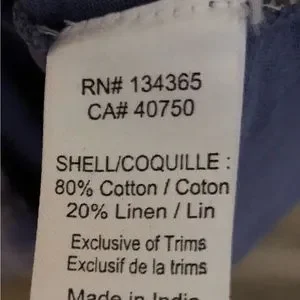 RN# 134365
CA# 40750
SHELL/COQUILLE :
80% Cotton / Coton
20% Linen / Lin
Exclusive of Trims
Exclusif de la trims
Made in India